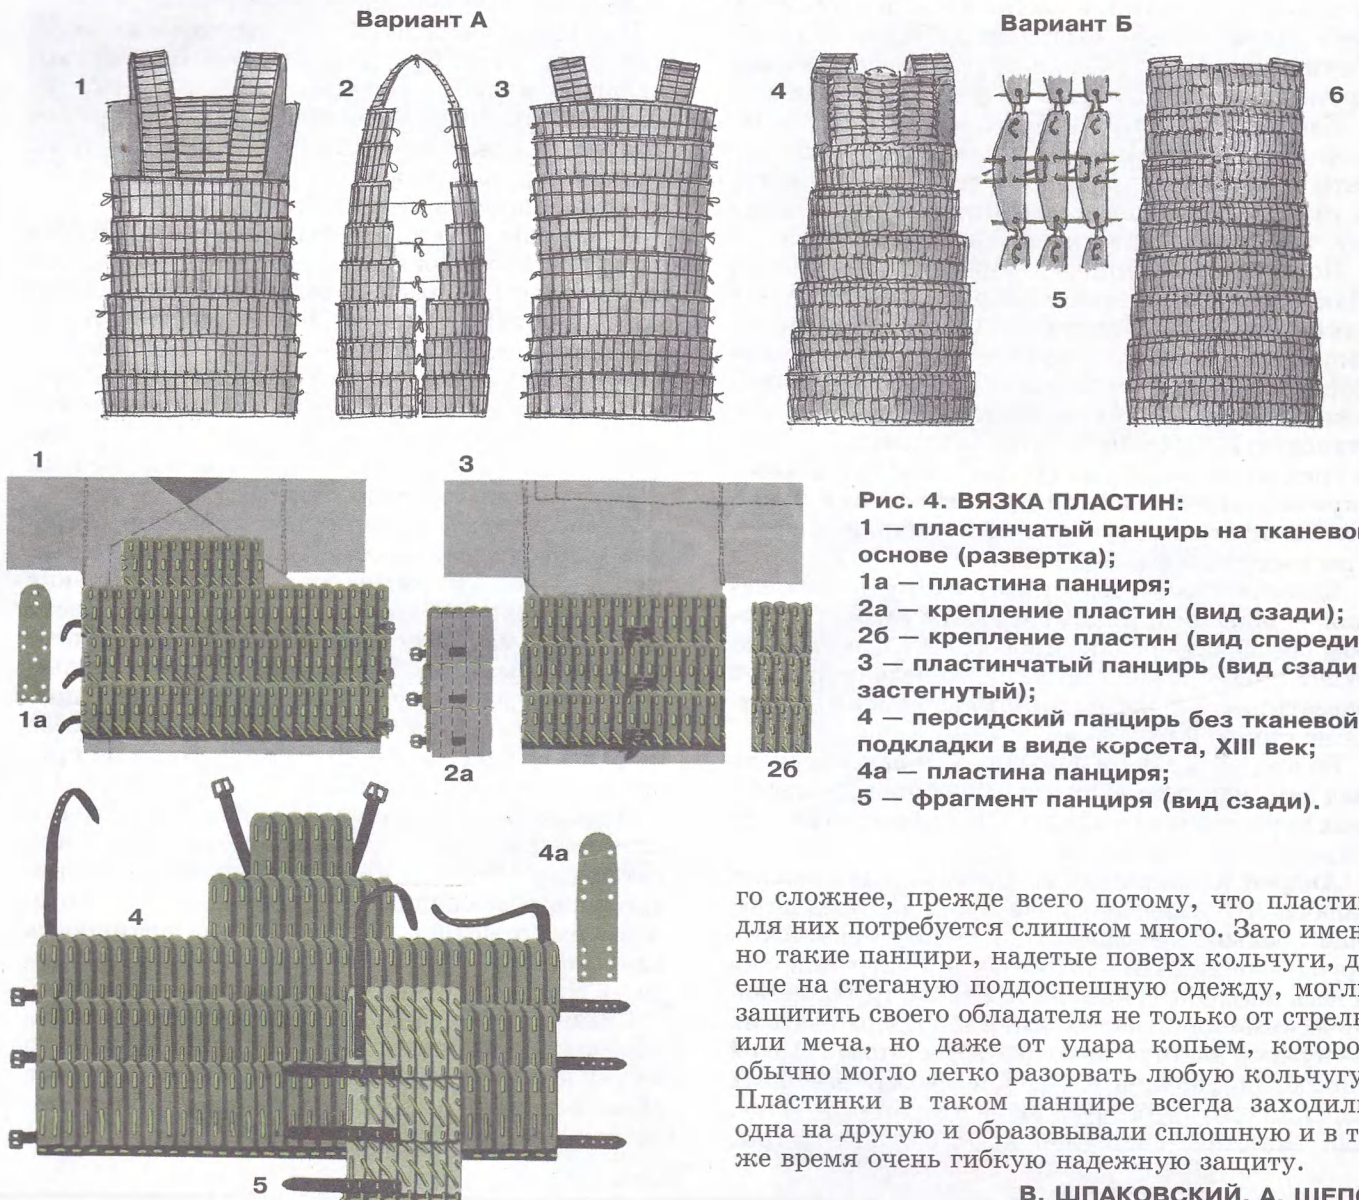 Вариант А
Вариант Б
1
2
3
4
5
6
1
3
1а
2а
2б
4
4а
5
Рис. 4. ВЯЗКА ПЛАСТИН:
1 — пластинчатый панцирь на тканевой
основе (развертка);
1а — пластина панциря;
2а — крепление пластин (вид сзади);
2б — крепление пластин (вид спереди
3 — пластинчатый панцирь (вид сзади
застегнутый);
4 — персидский панцирь без тканевой
подкладки в виде корсета, XIII век;
4а — пластина панциря;
5 — фрагмент панциря (вид сзади).
го сложнее, прежде всего потому, что пластин
для них потребуется слишком много. Зато имен-
но такие панцири, надетые поверх кольчуги, д
еще на стеганую поддоспешную одежду, могл
защитить своего обладателя не только от стрел
или меча, но даже от удара копьем, которо
обычно могло легко разорвать любую кольчугу
Пластинки в таком панцире всегда заходил
одна на другую и образовывали сплошную и в т
же время очень гибкую надежную защиту.
В. ШПАКОВСКИЙ, А. ЩЕП